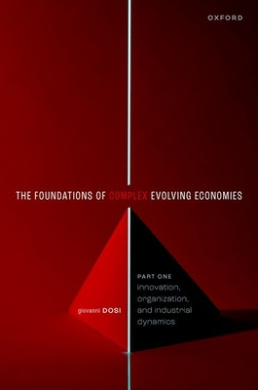 OXFORD
THE FOUNDATIONS OF COMPLEX EVOLVING ECONOMIES
PART ONE
innovation,
organization,
and industrial
dynamics
giovanni DOSI